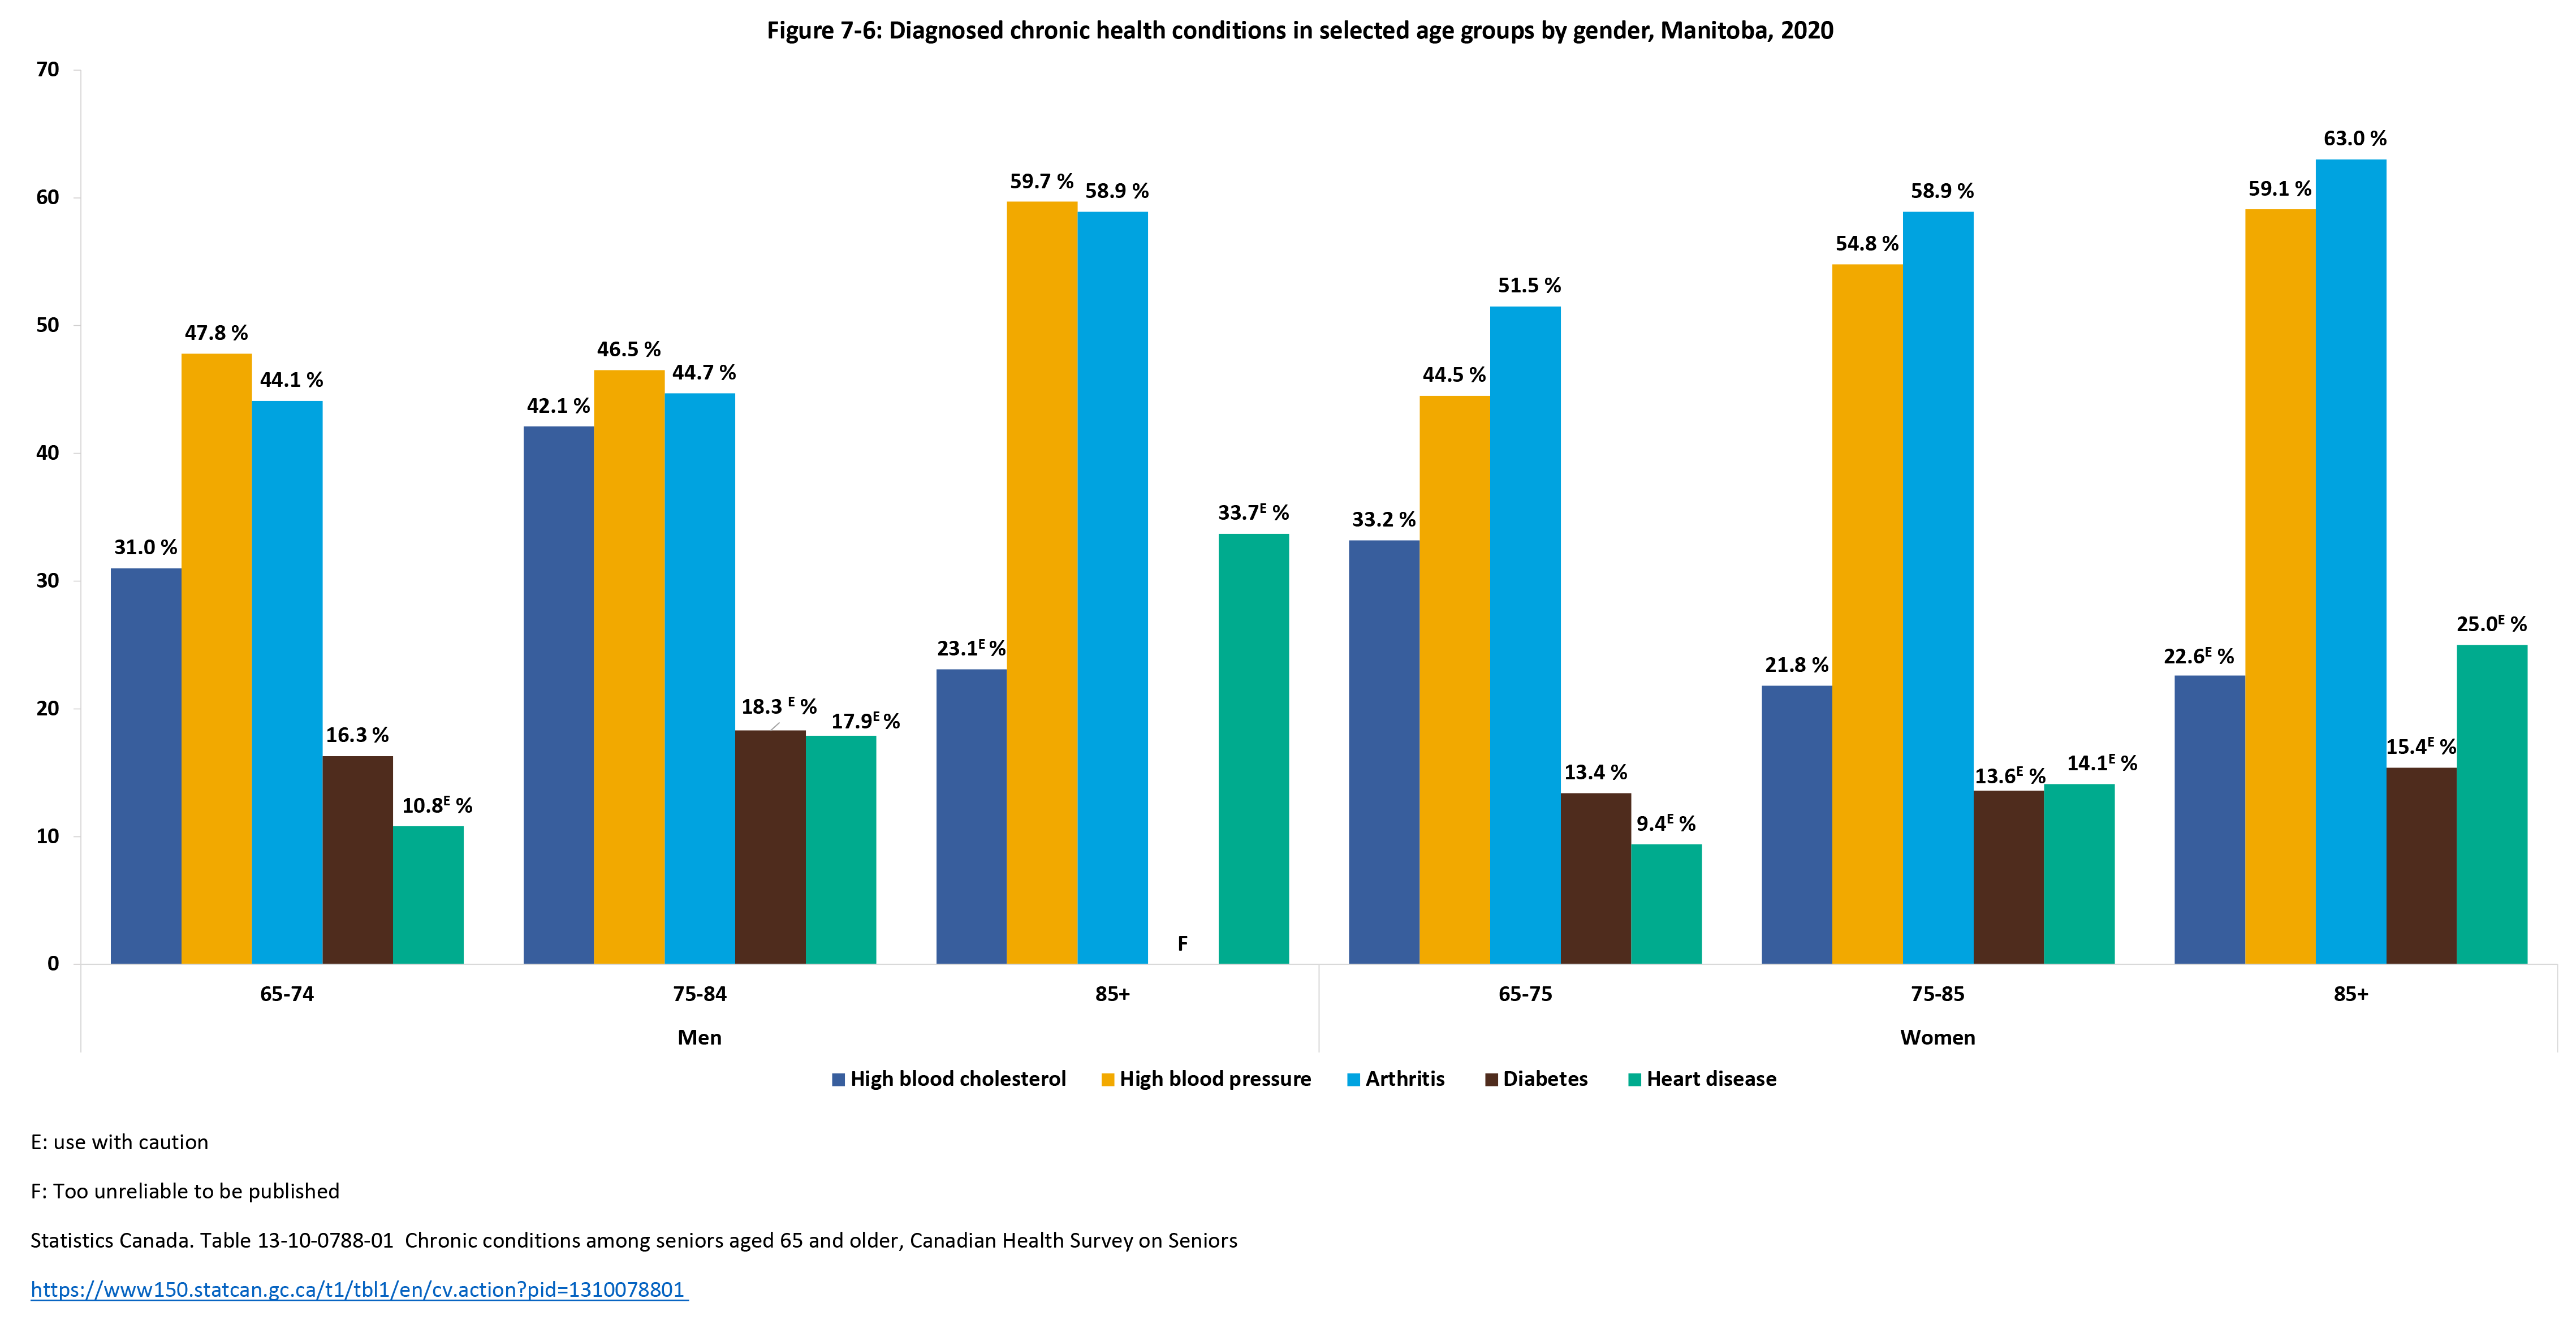 Figure 7-6: Diagnosed chronic health conditions in selected age groups by gender, Manitoba, 2020
70
60
50
40
30
20
10
0
31.0 %
47.8 %
44.1 %
16.3 %
10.8E %
42.1 %
46.5 %
44.7 %
18.3 E %
17.9E %
23.1E %
59.7 %
58.9 %
F
33.7E %
33.2 %
44.5 %
51.5 %
13.4 %
9.4E %
21.8 %
54.8 %
58.9 %
13.6E %
14.1E %
22.6E %
59.1 %
63.0 %
15.4E %
25.0E %
65-74 75-84 85+ 65-75 75-85 85+
Men Women
High blood cholesterol High blood pressure Arthritis Diabetes Heart disease
E: use with caution
F: Too unreliable to be published
Statistics Canada. Table 13-10-0788-01 Chronic conditions among seniors aged 65 and older, Canadian Health Survey on Seniors
https://www150.statcan.gc.ca/t1/tbl1/en/cv.action?pid=1310078801